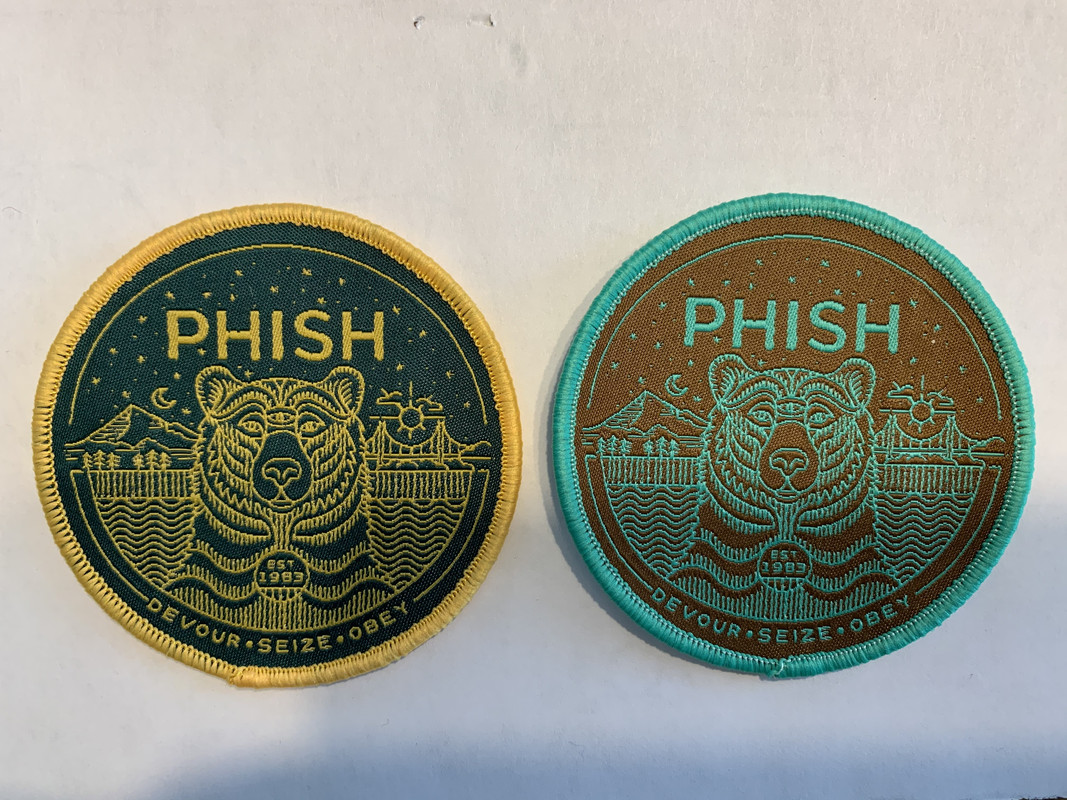 PHISH
EST
1983
DEVOUR • SEIZE • OBEY
PHISH
EST
1983
DEVOUR • SEIZE • OBEY